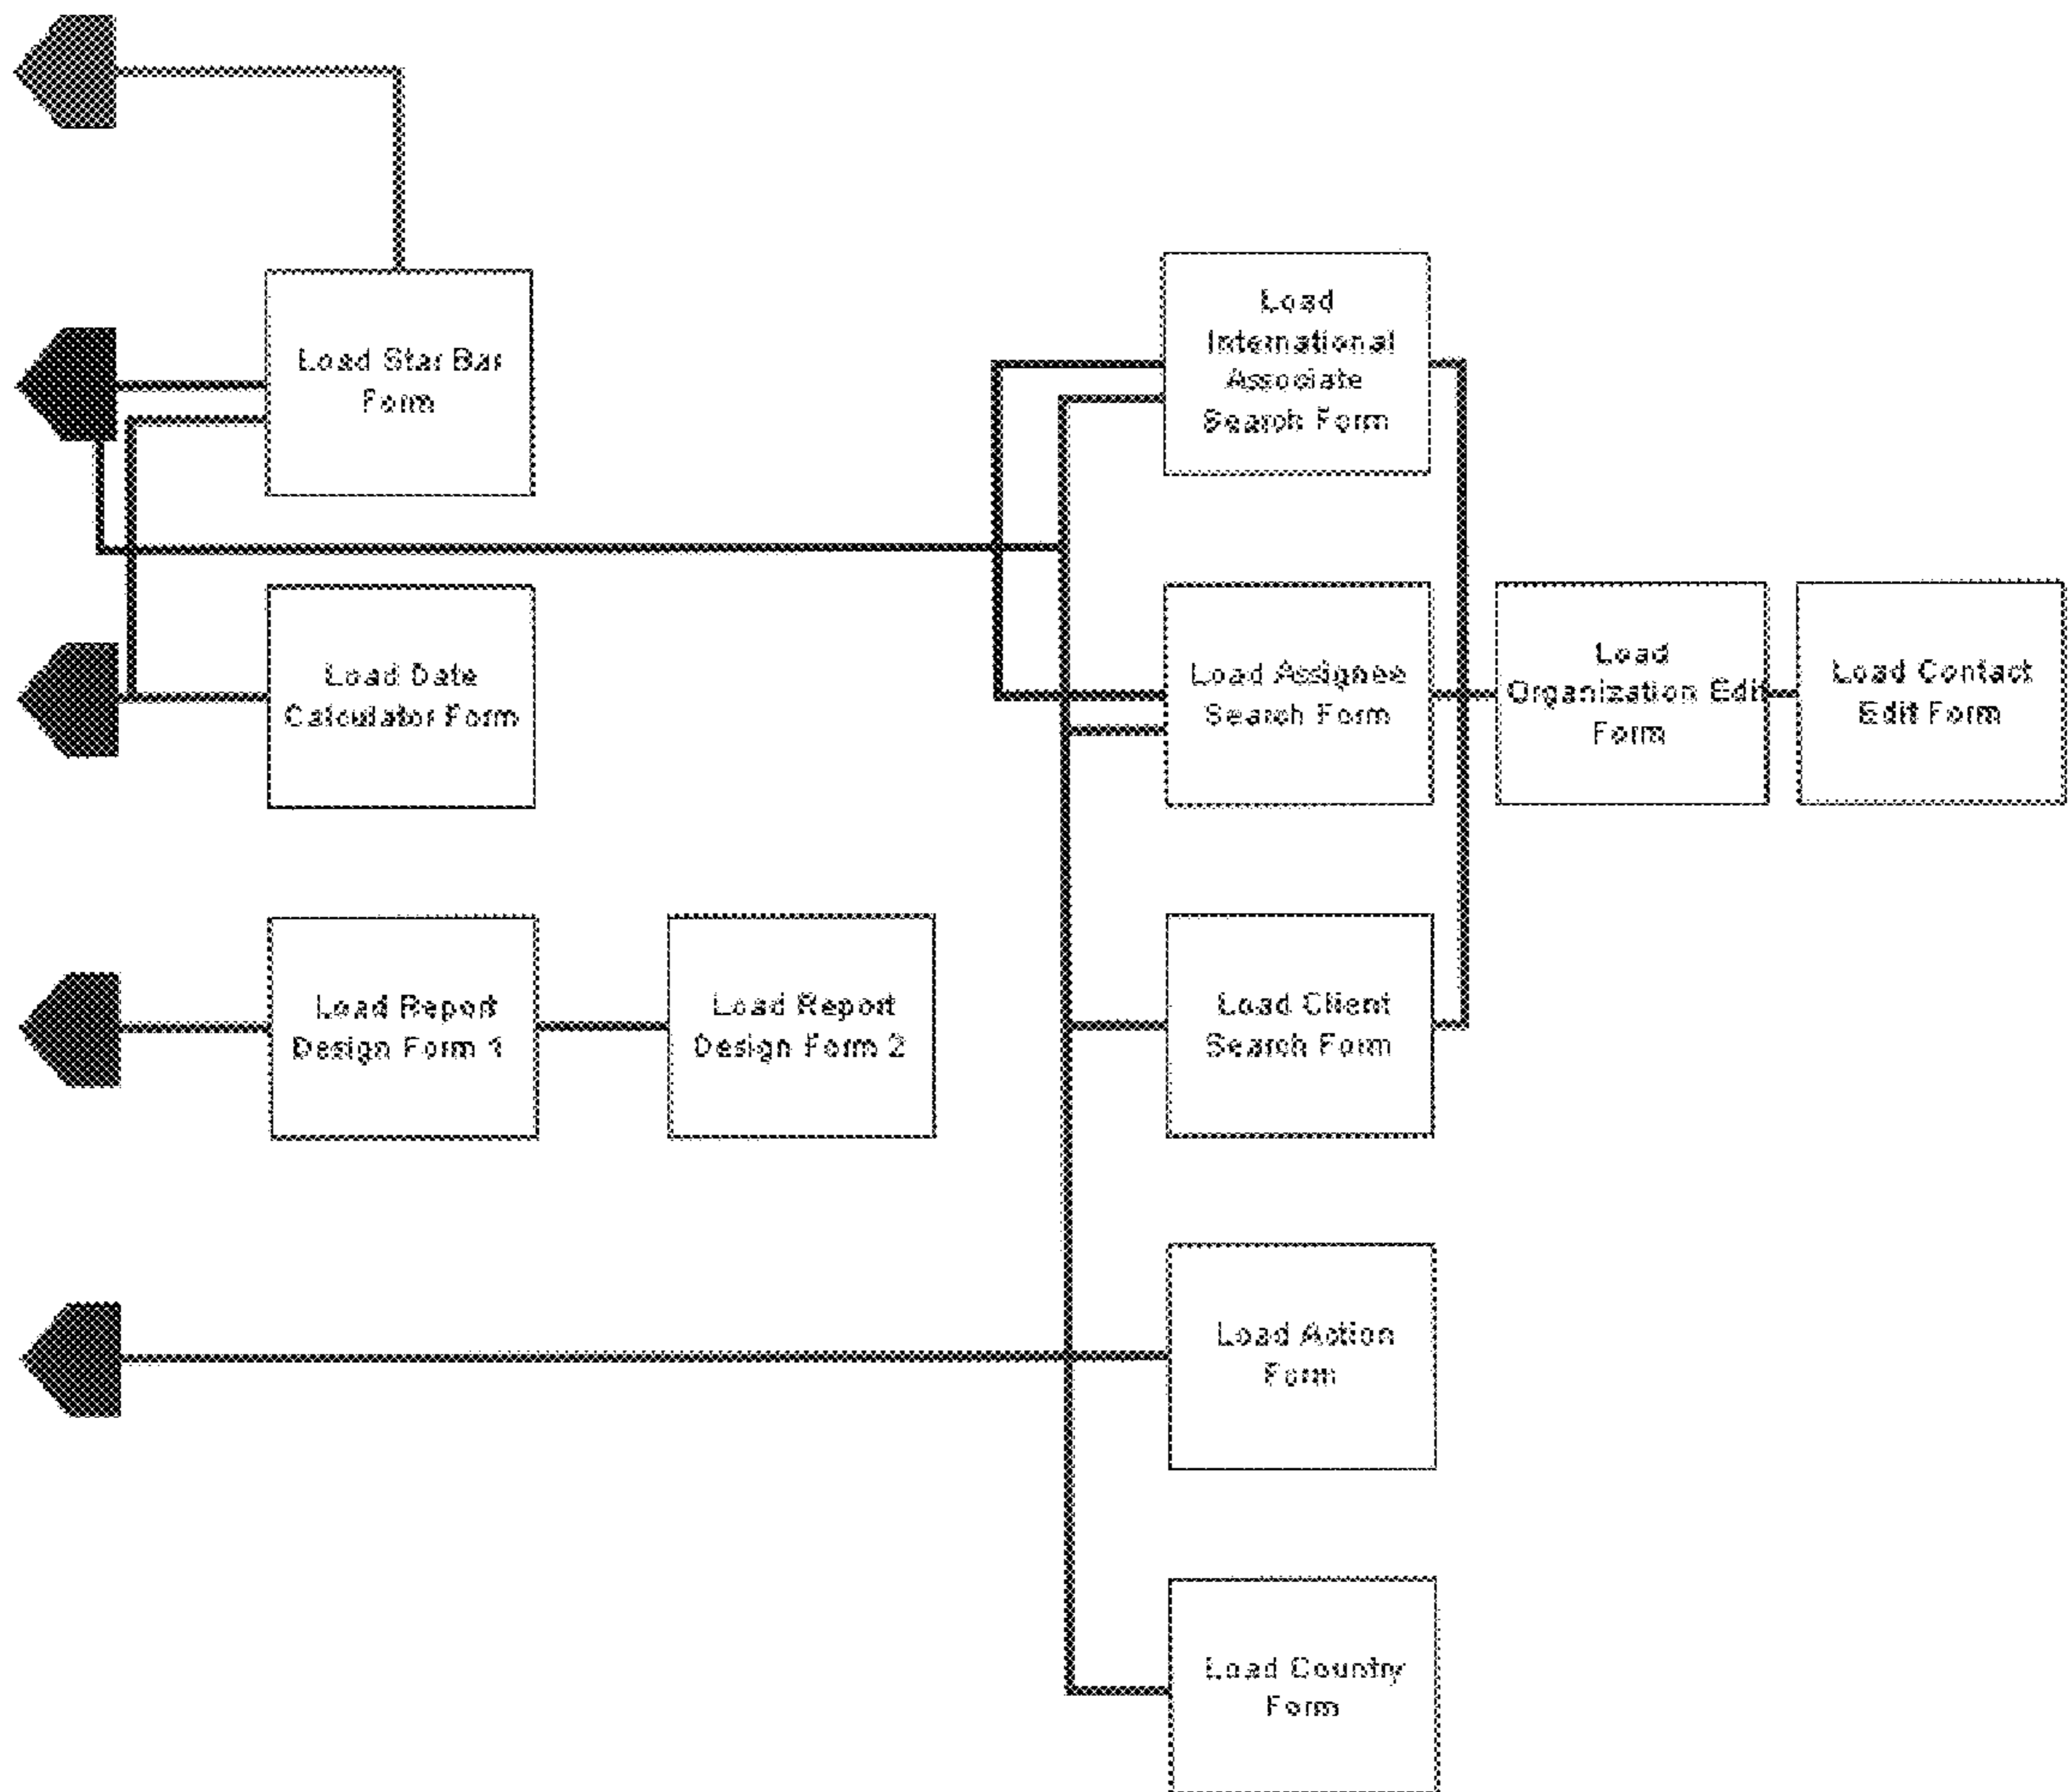 Load Star Bar
Form
Load
International
Associate
Search Form
Load Date
Calculator Form
Load Assignee
Search Form
Load
Organization Edit
Form
Load Contact
Edit Form
Load Report
Design Form 1
Load Report
Design Form 2
Load Client
Search Form
Load Action
Form
Load Country
Form